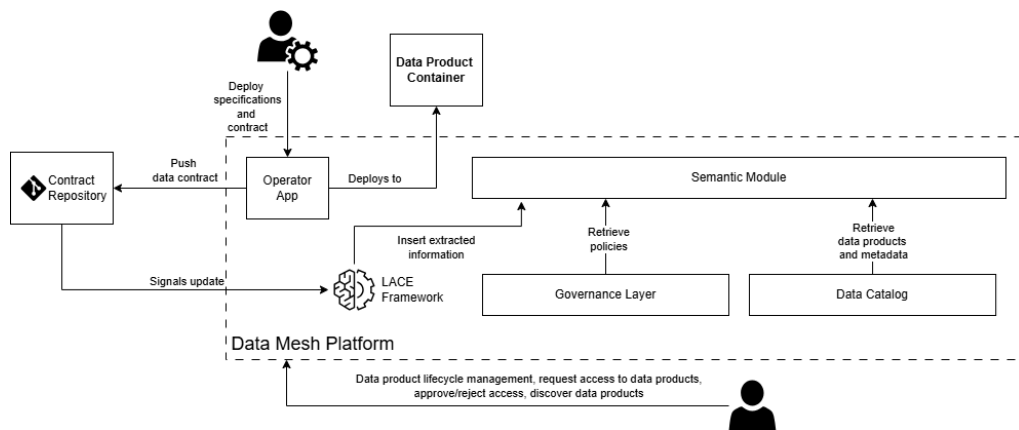 Data Product
Container
Deploy
specifications
and
contract
Contract
Repository
Push
data contract
Operator
App
Deploys to
Semantic Module
Insert extracted
information
Retrieve
policies
Retrieve
data products
and metadata
Signals update
LACE
Framework
Governance Layer
Data Catalog
Data Mesh Platform
Data product lifecycle management, request access to data products,
approve/reject access, discover data products